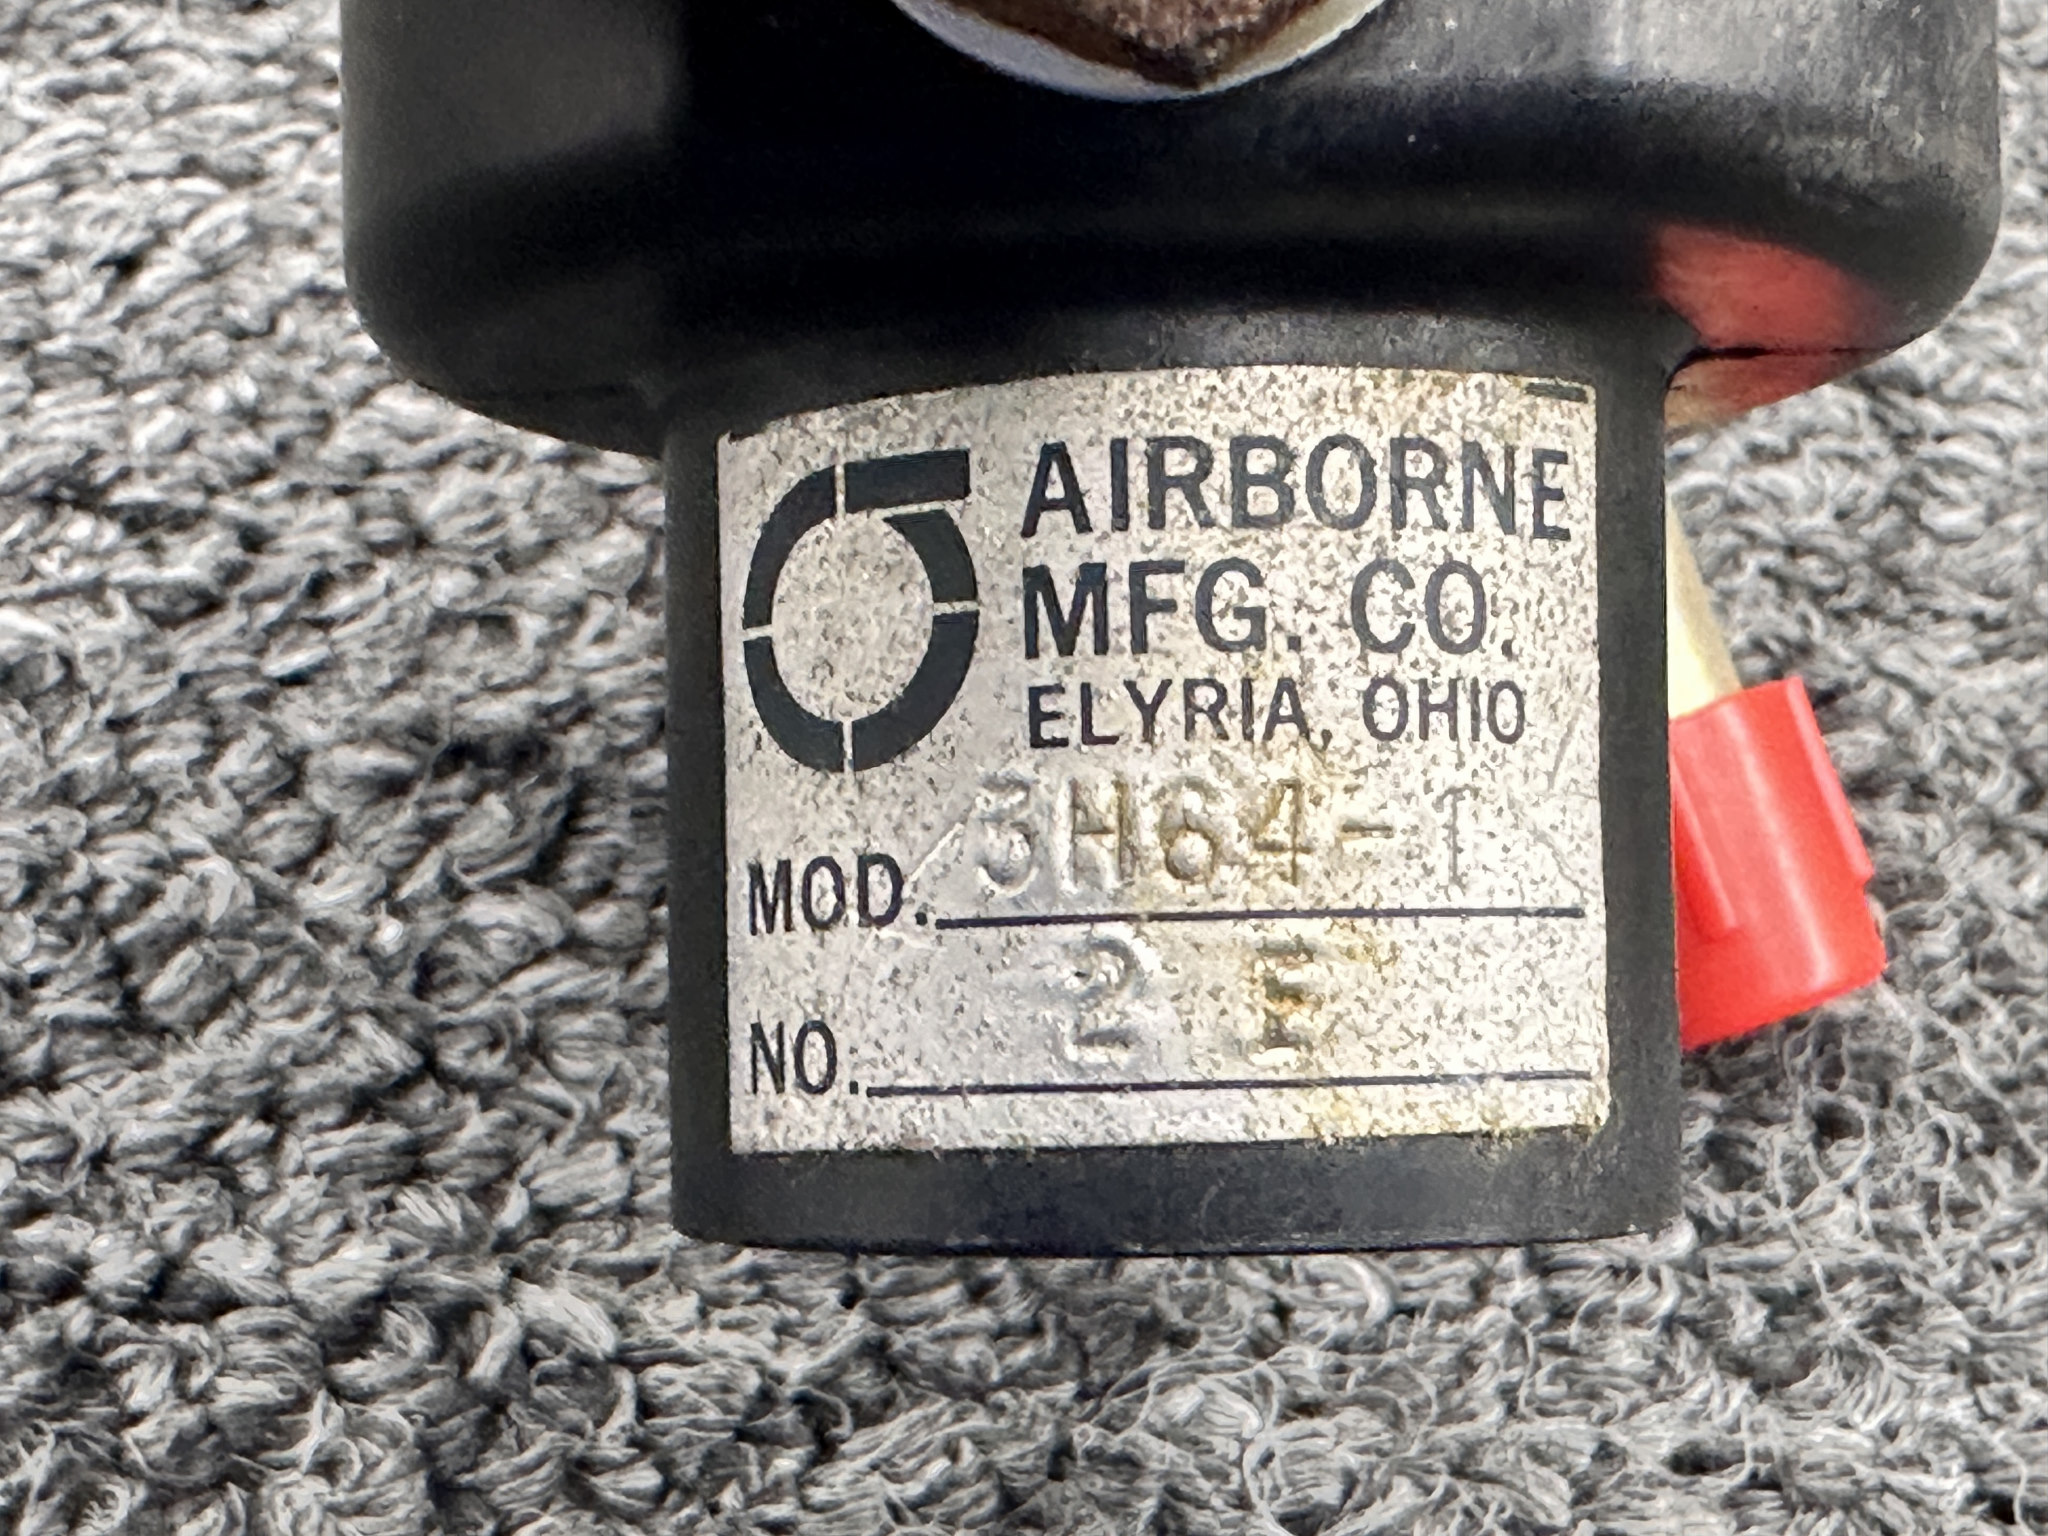 AIRBORNE
MFG. CO.
ELYRIA, OHIO
MOD. 3H64-1
NO. 2 E